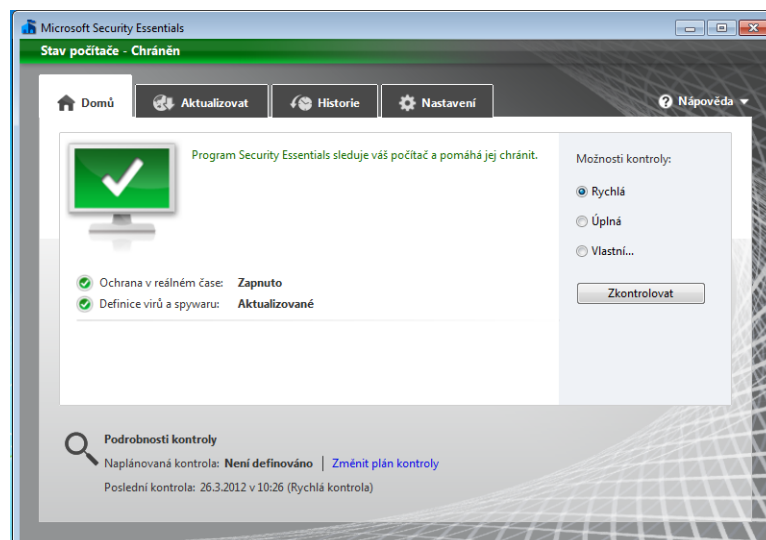 Microsoft Security Essentials
Stav počítače - Chráněn
Domů
Aktualizovat
Historie
Nastavení
Nápověda
Program Security Essentials sleduje váš počítač a pomáhá jej chránit.
Možnosti kontroly:
Rychlá
Úplná
Vlastní...
Zkontrolovat
Ochrana v reálném čase: Zapnuto
Definice virů a spywaru: Aktualizované
Podrobnosti kontroly
Naplánovaná kontrola: Není definováno | Změnit plán kontroly
Poslední kontrola: 26.3.2012 v 10:26 (Rychlá kontrola)